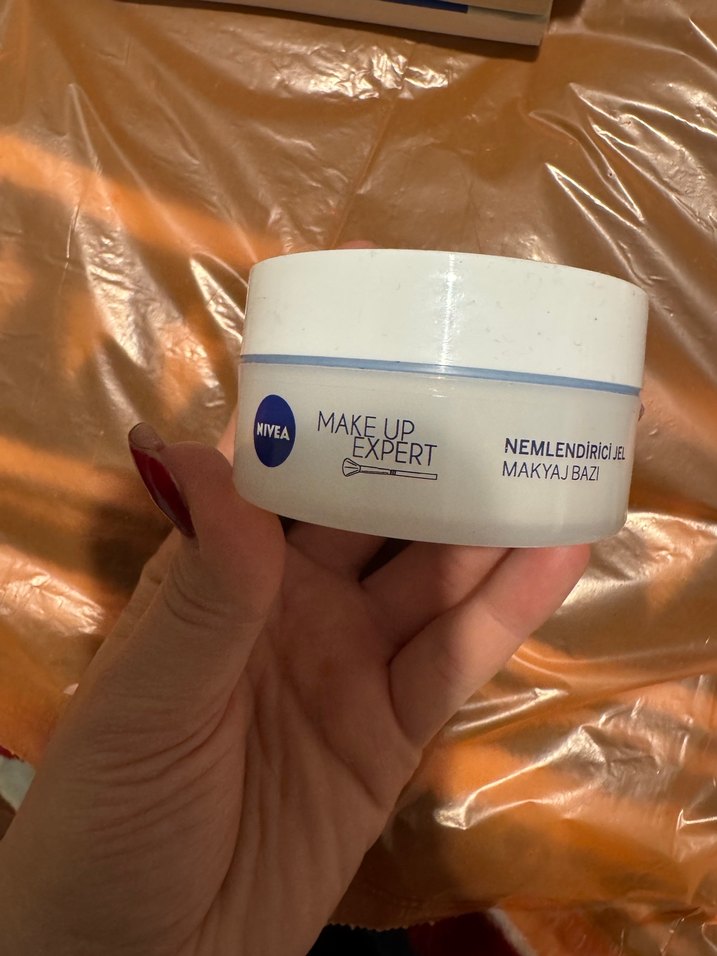 NIVEA
MAKE UP
EXPERT
NEMLENDİRİCİ JEL
MAKYAJ BAZI